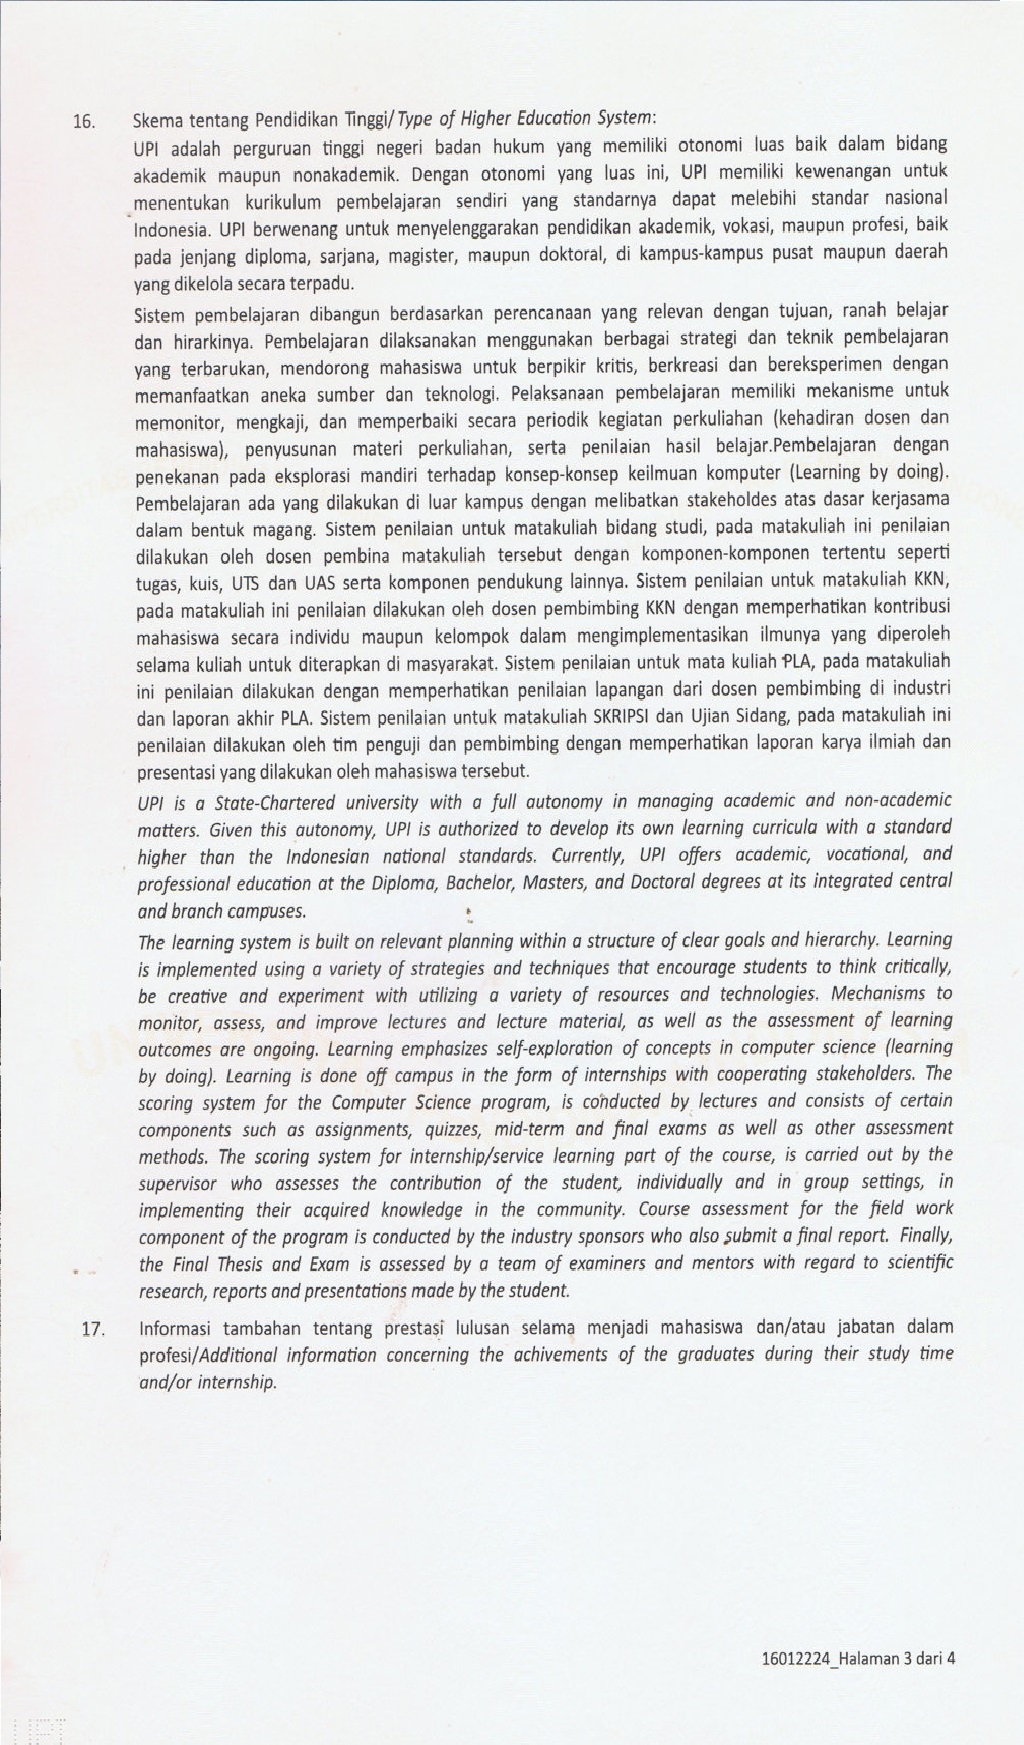 16. Skema tentang Pendidikan Tinggi/Type of Higher Education System:
UPI adalah perguruan tinggi negeri badan hukum yang memiliki otonomi luas baik dalam bidang
akademik maupun nonakademik. Dengan otonomi yang luas ini, UPI memiliki kewenangan untuk
menentukan kurikulum pembelajaran sendiri yang standarnya dapat melebihi standar nasional
Indonesia. UPI berwenang untuk menyelenggarakan pendidikan akademik, vokasi, maupun profesi, baik
pada jenjang diploma, sarjana, magister, maupun doktoral, di kampus-kampus pusat maupun daerah
yang dikelola secara terpadu.
Sistem pembelajaran dibangun berdasarkan perencanaan yang relevan dengan tujuan, ranah belajar
dan hirarkinya. Pembelajaran dilaksanakan menggunakan berbagai strategi dan teknik pembelajaran
yang terbarukan, mendorong mahasiswa untuk berpikir kritis, berkreasi dan bereksperimen dengan
memanfaatkan aneka sumber dan teknologi. Pelaksanaan pembelajaran memiliki mekanisme untuk
memonitor, mengkaji, dan memperbaiki secara periodik kegiatan perkuliahan (kehadiran dosen dan
mahasiswa), penyusunan materi perkuliahan, serta penilaian hasil belajar.Pembelajaran dengan
penekanan pada eksplorasi mandiri terhadap konsep-konsep keilmuan komputer (Learning by doing).
Pembelajaran ada yang dilakukan di luar kampus dengan melibatkan stakeholdes atas dasar kerjasama
dalam bentuk magang. Sistem penilaian untuk matakuliah bidang studi, pada matakuliah ini penilaian
dilakukan oleh dosen pembina matakuliah tersebut dengan komponen-komponen tertentu seperti
tugas, kuis, UTS dan UAS serta komponen pendukung lainnya. Sistem penilaian untuk matakuliah KKN,
pada matakuliah ini penilaian dilakukan oleh dosen pembimbing KKN dengan memperhatikan kontribusi
mahasiswa secara individu maupun kelompok dalam mengimplementasikan ilmunya yang diperoleh
selama kuliah untuk diterapkan di masyarakat. Sistem penilaian untuk mata kuliah PLA, pada matakuliah
ini penilaian dilakukan dengan memperhatikan penilaian lapangan dari dosen pembimbing di industri
dan laporan akhir PLA. Sistem penilaian untuk matakuliah SKRIPSI dan Ujian Sidang, pada matakuliah ini
penilaian dilakukan oleh tim penguji dan pembimbing dengan memperhatikan laporan karya ilmiah dan
presentasi yang dilakukan oleh mahasiswa tersebut.
UPI is a State-Chartered university with a full autonomy in managing academic and non-academic
matters. Given this autonomy, UPI is authorized to develop its own learning curricula with a standard
higher than the Indonesian national standards. Currently, UPI offers academic, vocational, and
professional education at the Diploma, Bachelor, Masters, and Doctoral degrees at its integrated central
and branch campuses.
The learning system is built on relevant planning within a structure of clear goals and hierarchy. Learning
is implemented using a variety of strategies and techniques that encourage students to think critically,
be creative and experiment with utilizing a variety of resources and technologies. Mechanisms to
monitor, assess, and improve lectures and lecture material, as well as the assessment of learning
outcomes are ongoing. Learning emphasizes self-exploration of concepts in computer science (learning
by doing). Learning is done off campus in the form of internships with cooperating stakeholders. The
scoring system for the Computer Science program, is conducted by lectures and consists of certain
components such as assignments, quizzes, mid-term and final exams as well as other assessment
methods. The scoring system for internship/service learning part of the course, is carried out by the
supervisor who assesses the contribution of the student, individually and in group settings, in
implementing their acquired knowledge in the community. Course assessment for the field work
component of the program is conducted by the industry sponsors who also submit a final report. Finally,
the Final Thesis and Exam is assessed by a team of examiners and mentors with regard to scientific
research, reports and presentations made by the student.
17. Informasi tambahan tentang prestasi lulusan selama menjadi mahasiswa dan/atau jabatan dalam
profesi/Additional information concerning the achivements of the graduates during their study time
and/or internship.
16012224_Halaman 3 dari 4
UPI